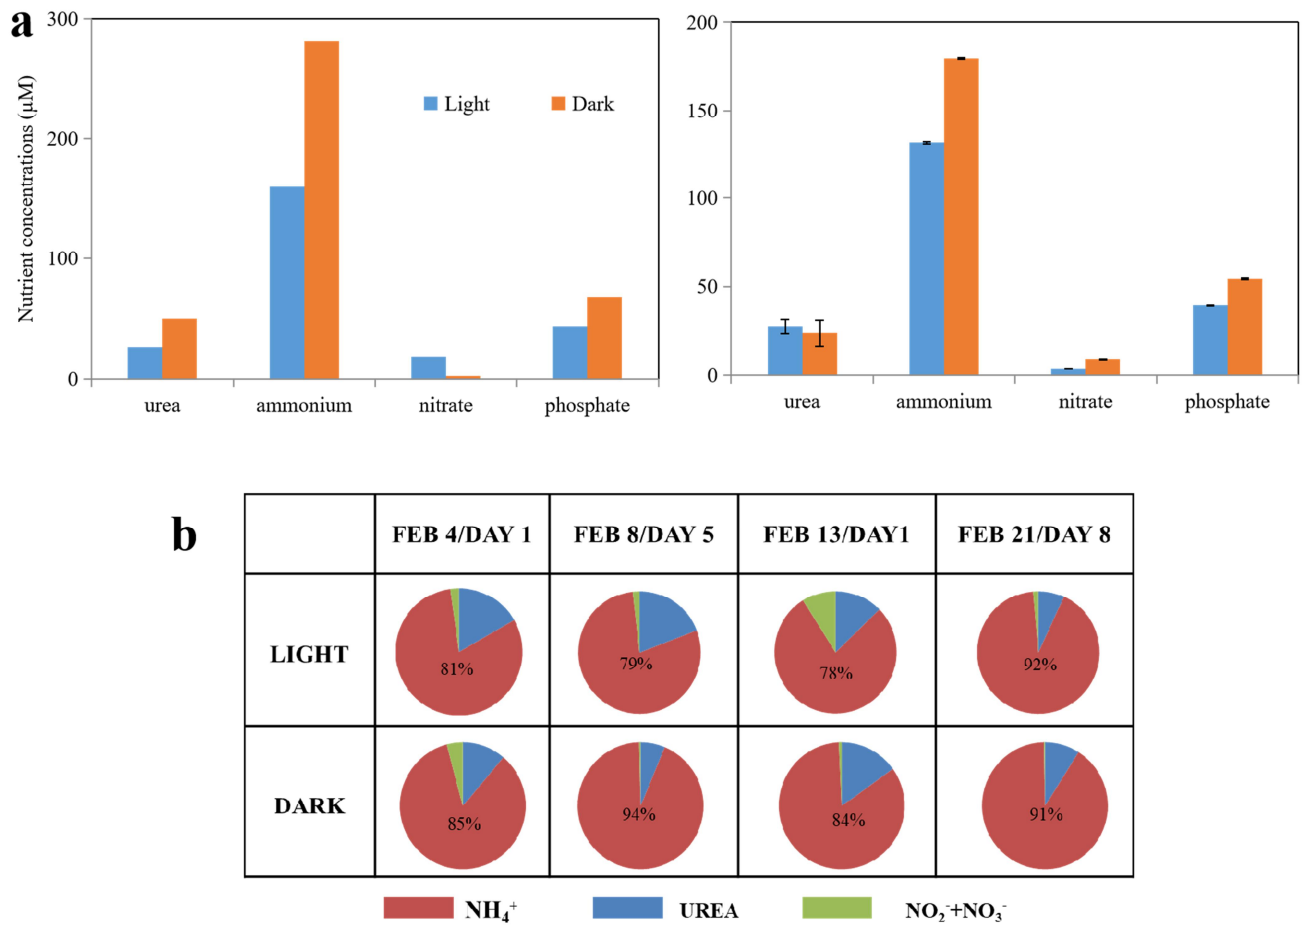 a
Nutrient concentrations (μM)
300
200
100
0
Light
Dark
urea
ammonium
nitrate
phosphate
200
150
100
50
0
urea
ammonium
nitrate
phosphate
b
FEB 4/DAY 1
FEB 8/DAY 5
FEB 13/DAY1
FEB 21/DAY 8
LIGHT
81%
79%
78%
92%
DARK
85%
94%
84%
91%
NH₄⁺
UREA
NO₂⁻+NO₃⁻